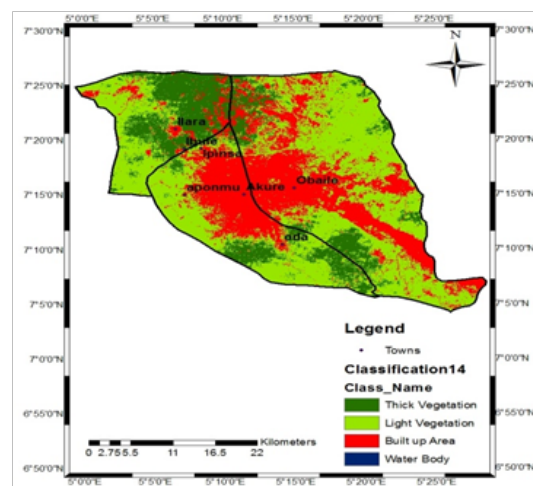 5°0'0"E 5°5'0"E 5°10'0"E 5°15'0"E 5°20'0"E 5°25'0"E
7°30'0"N 7°30'0"N
N
7°25'0"N 7°25'0"N
Ilara
7°20'0"N 7°20'0"N
Ibule
Ipinsa
Obaile
7°15'0"N aponmu Akure 7°15'0"N
oda
7°10'0"N 7°10'0"N
7°5'0"N 7°5'0"N
Legend
7°0'0"N Towns 7°0'0"N
Classification14
Class_Name
6°55'0"N Thick Vegetation 6°55'0"N
Light Vegetation
Kilometers Built up Area
0 2.75 5.5 11 16.5 22 Water Body
6°50'0"N 6°50'0"N
5°0'0"E 5°5'0"E 5°10'0"E 5°15'0"E 5°20'0"E 5°25'0"E